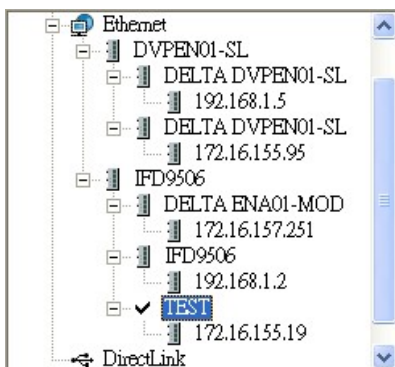 Ethernet
DVPEN01-SL
DELTA DVPEN01-SL
192.168.1.5
DELTA DVPEN01-SL
172.16.155.95
IFD9506
DELTA ENA01-MOD
172.16.157.251
IFD9506
192.168.1.2
TEST
172.16.155.19
DirectLink